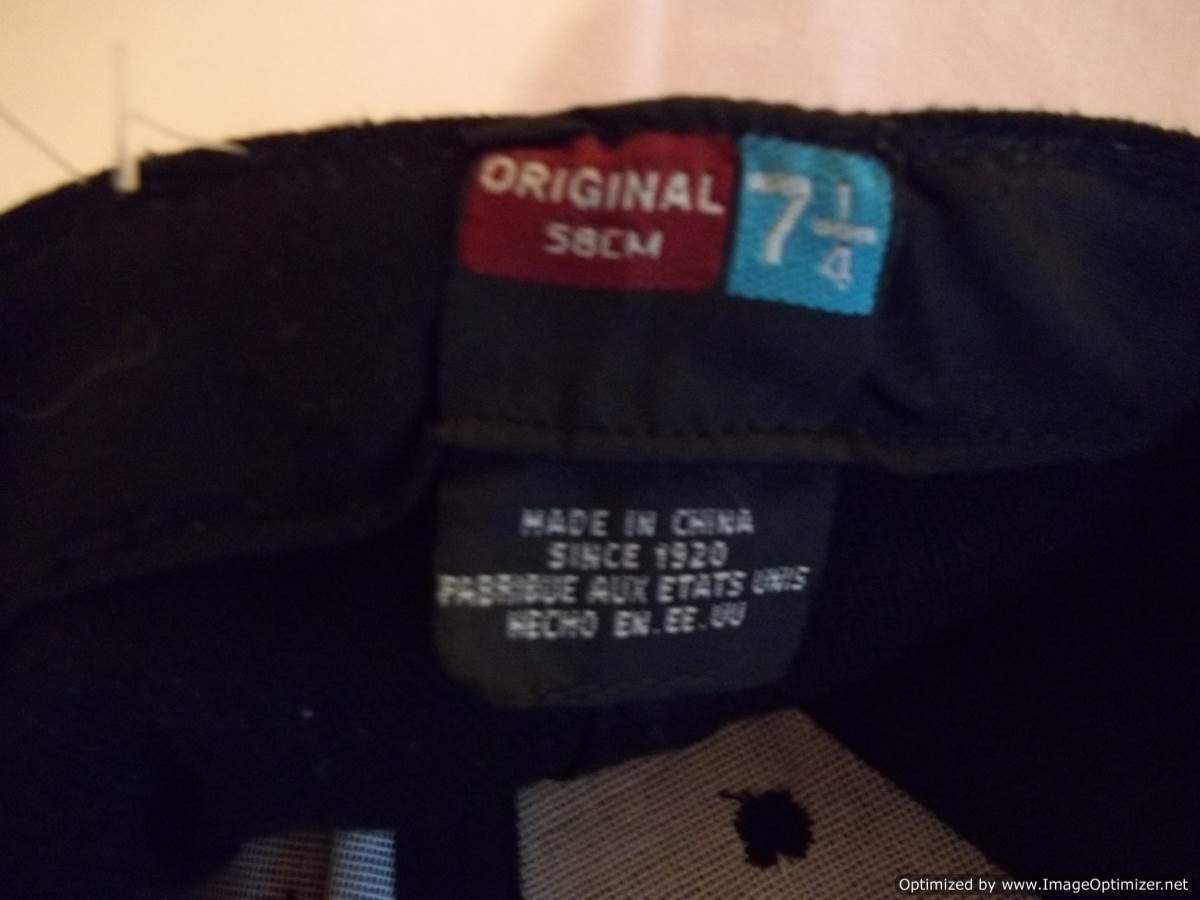 ORIGINAL
58CM
7 1/4
MADE IN CHINA
SINCE 1920
FABRIQUE AUX ETATS UNIS
HECHO EN.EE.UU
Optimized by www.ImageOptimizer.net